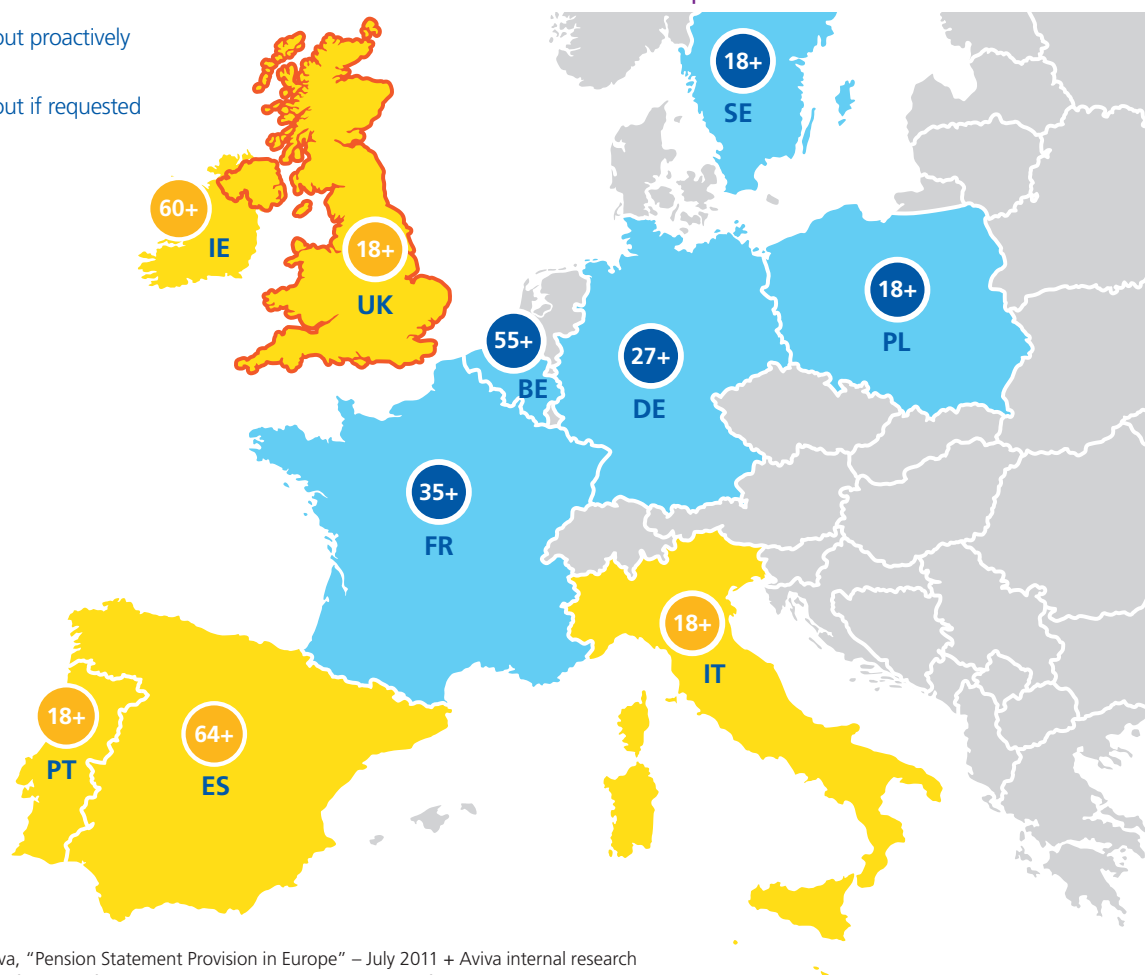 out proactively
out if requested
18+
SE
60+
IE
18+
UK
18+
PL
55+
BE
27+
DE
35+
FR
18+
IT
18+
PT
64+
ES
va, “Pension Statement Provision in Europe” – July 2011 + Aviva internal research